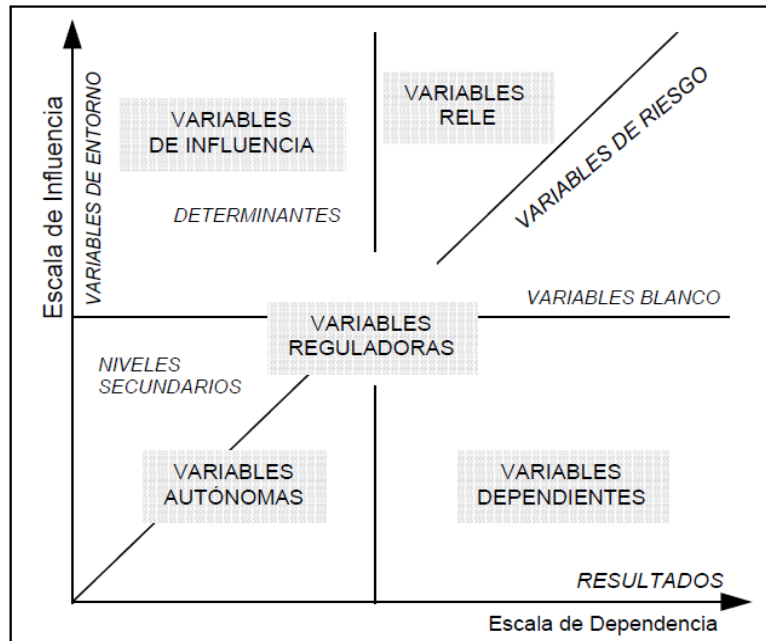 Escala de Influencia
VARIABLES DE ENTORNO
VARIABLES
DE INFLUENCIA
VARIABLES
RELE
VARIABLES DE RIESGO
DETERMINANTES
VARIABLES BLANCO
VARIABLES
REGULADORAS
NIVELES
SECUNDARIOS
VARIABLES
AUTÓNOMAS
VARIABLES
DEPENDIENTES
RESULTADOS
Escala de Dependencia